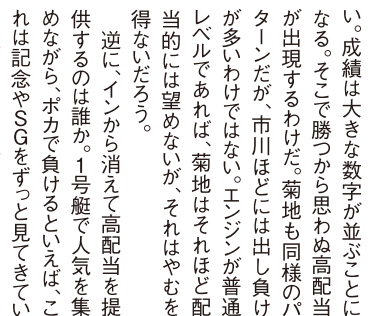 い。成績は大きな数字が並ぶことに
なる。そこで勝つから思わぬ高配当
が出現するわけだ。菊地も同様のパ
ターンだが、市川ほどには出し負け
が多いわけではない。エンジンが普通
レベルであれば、菊地はそれほど配
当的には望めないが、それはやむを
得ないだろう。
　逆に、インから消えて高配当を提
供するのは誰か。1号艇で人気を集
めながら、ポカで負けるといえば、こ
れは記念やSGをずっと見てきてい